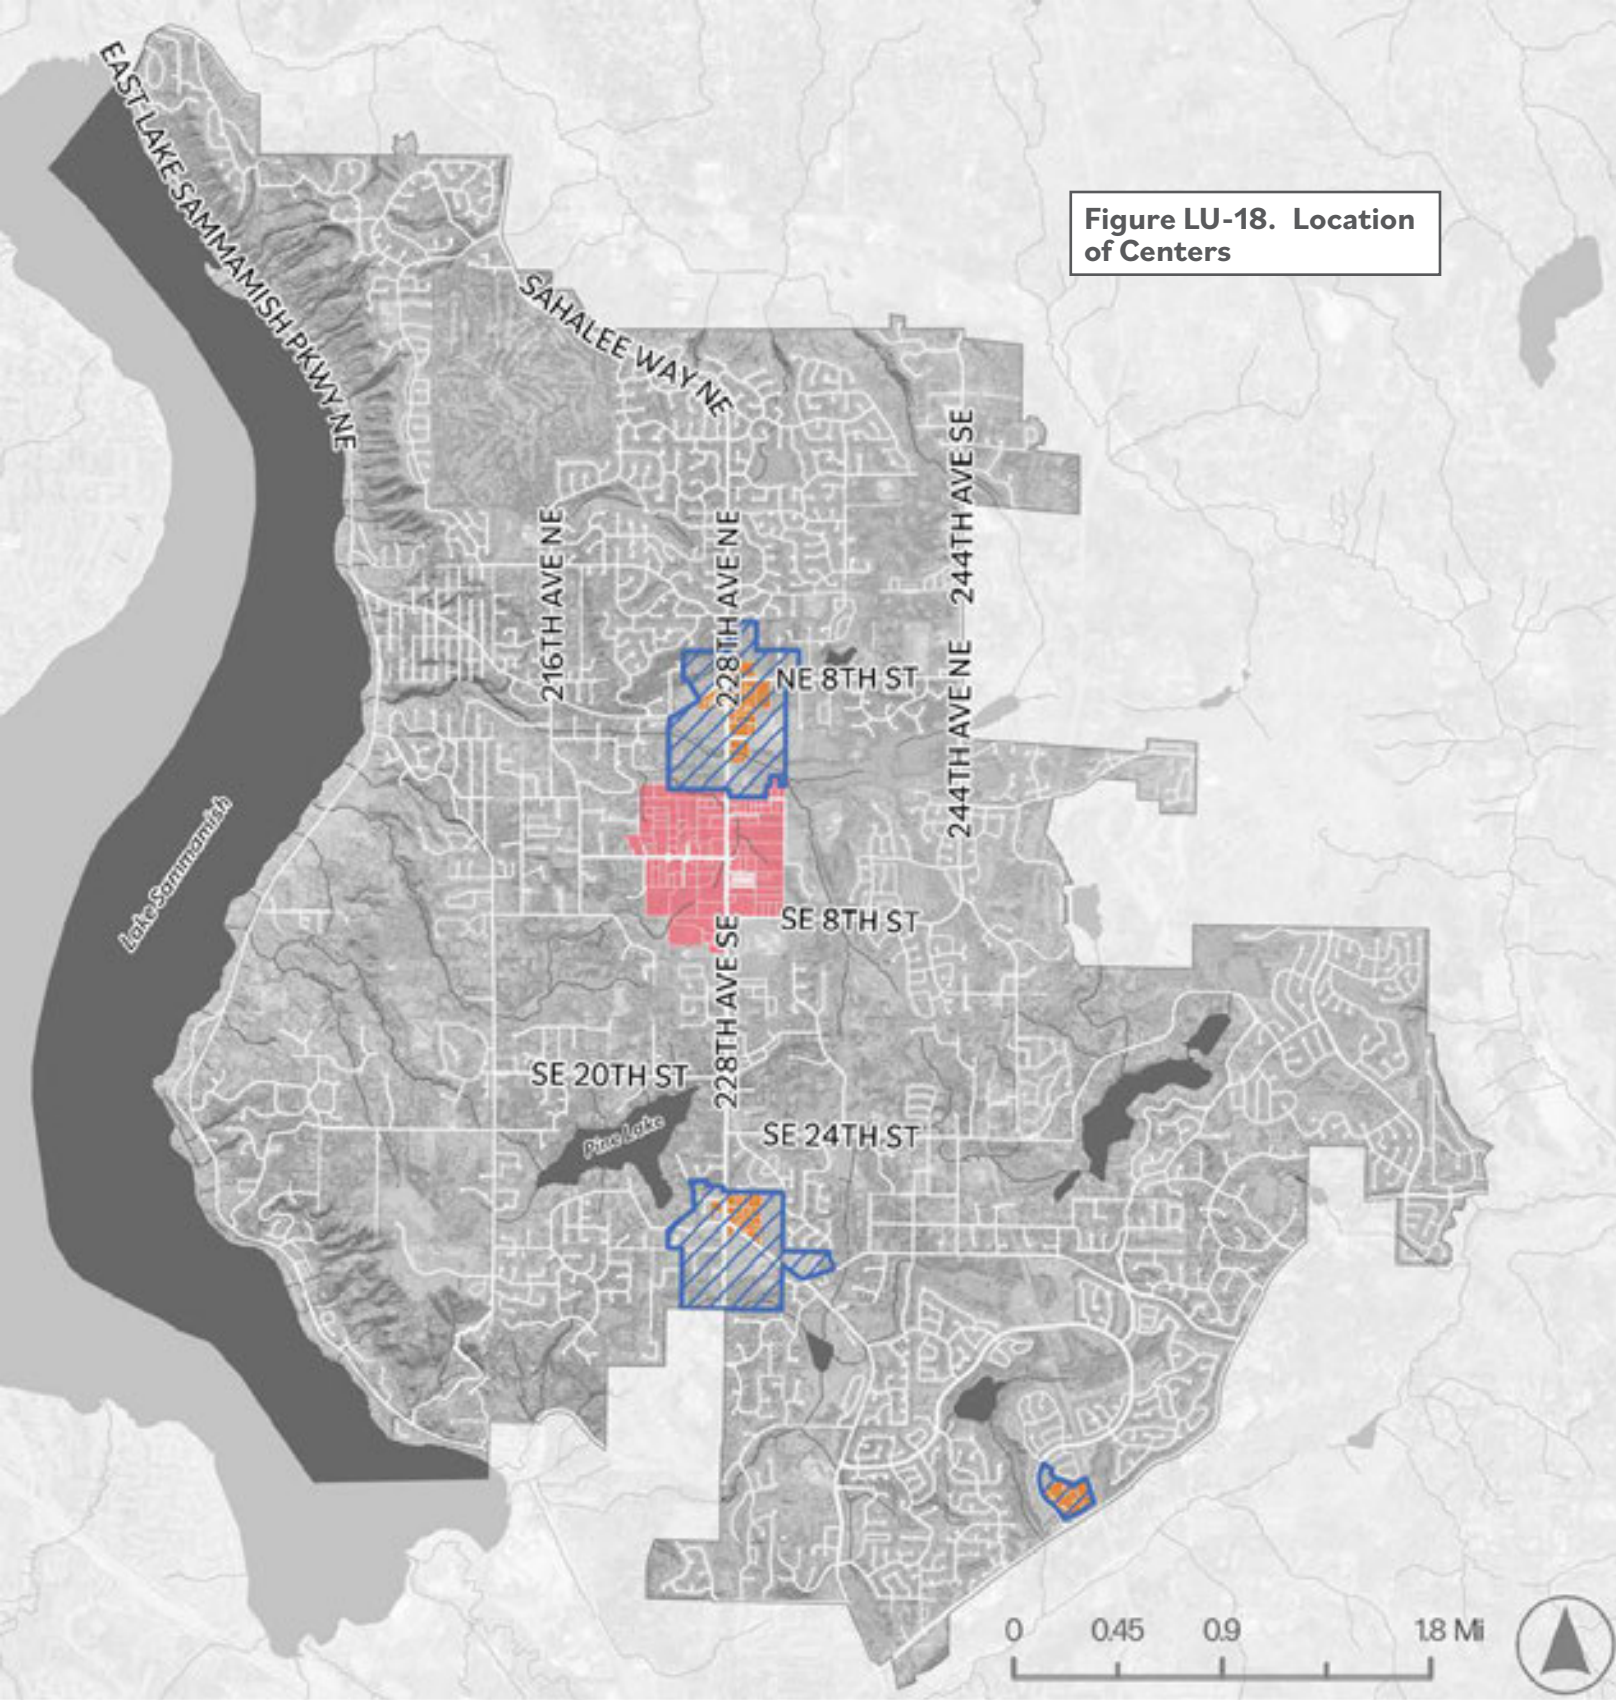 EAST LAKE SAMMAMISH PKWY NE
Figure LU-18. Location
of Centers
SAHALEE WAY NE
244TH AVE SE
216TH AVE NE
228TH AVE NE
NE 8TH ST
244TH AVE NE
Lake Sammamish
SE 8TH ST
228TH AVE SE
SE 20TH ST
Pine Lake
SE 24TH ST
0 0.45 0.9 1.8 Mi